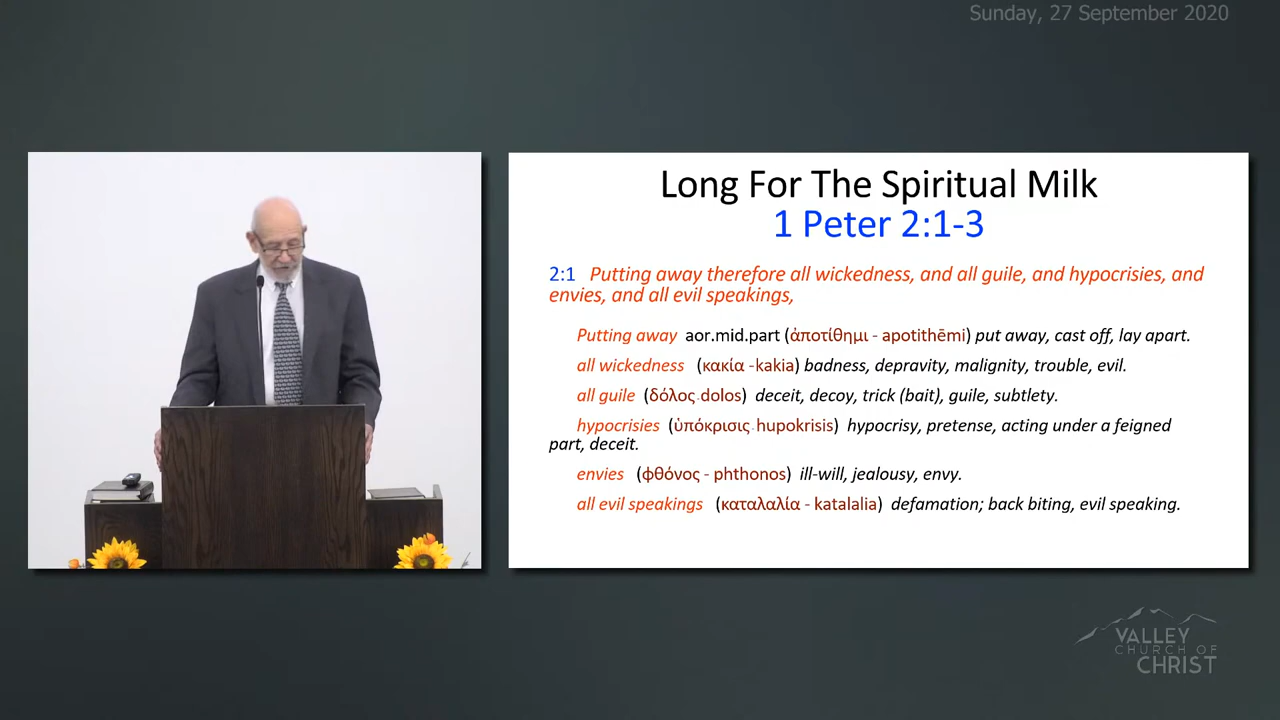 Sunday, 27 September 2020
Long For The Spiritual Milk
1 Peter 2:1-3
2:1 Putting away therefore all wickedness, and all guile, and hypocrisies, and
envies, and all evil speakings,
Putting away aor.mid.part (ἀποτίθημι - apotithēmi) put away, cast off, lay apart.
all wickedness (κακία -kakia) badness, depravity, malignity, trouble, evil.
all guile (δόλος dolos) deceit, decoy, trick (bait), guile, subtlety.
hypocrisies (ὑπόκρισις hupokrisis) hypocrisy, pretense, acting under a feigned
part, deceit.
envies (φθόνος - phthonos) ill-will, jealousy, envy.
all evil speakings (καταλαλία - katalalia) defamation; back biting, evil speaking.
VALLEY
CHURCH OF
CHRIST